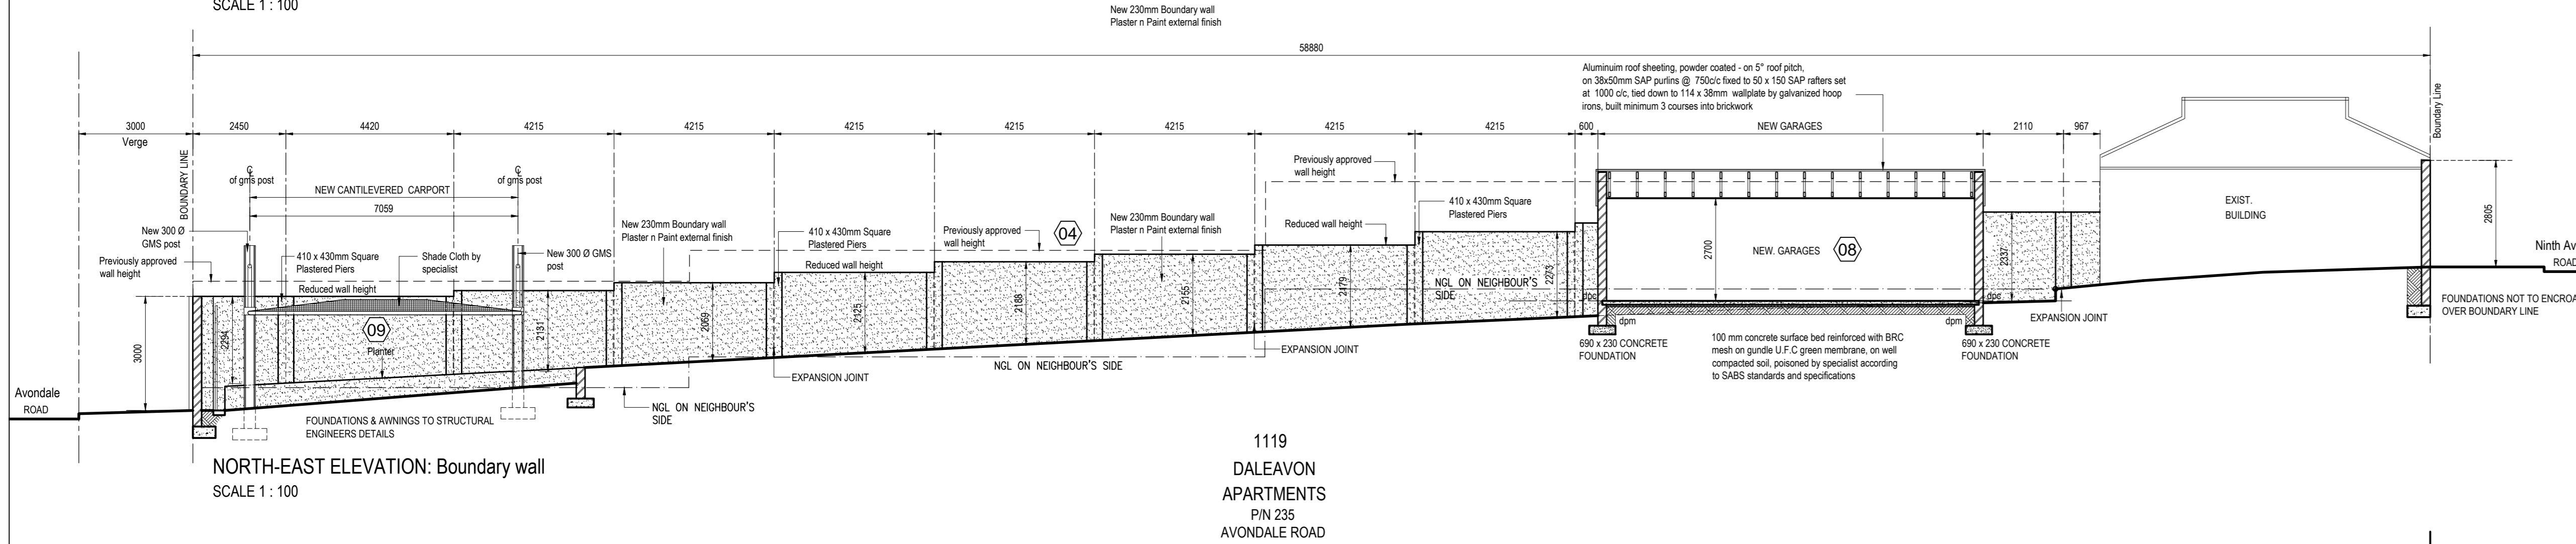 SCALE 1 : 100
New 230mm Boundary wall
Plaster n Paint external finish
58880
Aluminuim roof sheeting, powder coated - on 5° roof pitch,
on 38x50mm SAP purlins @ 750c/c fixed to 50 x 150 SAP rafters set
at 1000 c/c, tied down to 114 x 38mm wallplate by galvanized hoop
irons, built minimum 3 courses into brickwork
3000
Verge
2450
4420
4215
4215
4215
4215
4215
4215
4215
600
NEW GARAGES
2110
967
Boundary Line
BOUNDARY LINE
℄
of gms post
℄
of gms post
NEW CANTILEVERED CARPORT
7059
New 300 Ø
GMS post
Previously approved
wall height
410 x 430mm Square
Plastered Piers
Reduced wall height
Shade Cloth by
specialist
New 300 Ø GMS
post
New 230mm Boundary wall
Plaster n Paint external finish
410 x 430mm Square
Plastered Piers
Reduced wall height
Previously approved
wall height
04
New 230mm Boundary wall
Plaster n Paint external finish
Previously approved
wall height
Reduced wall height
410 x 430mm Square
Plastered Piers
NGL ON NEIGHBOUR'S
SIDE
2700
NEW. GARAGES
08
EXIST.
BUILDING
2805
Ninth Av
ROAD
3000
2294
09
Planter
2131
2069
2125
2188
2155
2179
2273
2337
dpc
dpc
dpm
dpm
EXPANSION JOINT
FOUNDATIONS NOT TO ENCROA
OVER BOUNDARY LINE
690 x 230 CONCRETE
FOUNDATION
100 mm concrete surface bed reinforced with BRC
mesh on gundle U.F.C green membrane, on well
compacted soil, poisoned by specialist according
to SABS standards and specifications
690 x 230 CONCRETE
FOUNDATION
EXPANSION JOINT
NGL ON NEIGHBOUR'S SIDE
EXPANSION JOINT
NGL ON NEIGHBOUR'S
SIDE
Avondale
ROAD
FOUNDATIONS & AWNINGS TO STRUCTURAL
ENGINEERS DETAILS
NORTH-EAST ELEVATION: Boundary wall
SCALE 1 : 100
1119
DALEAVON
APARTMENTS
P/N 235
AVONDALE ROAD